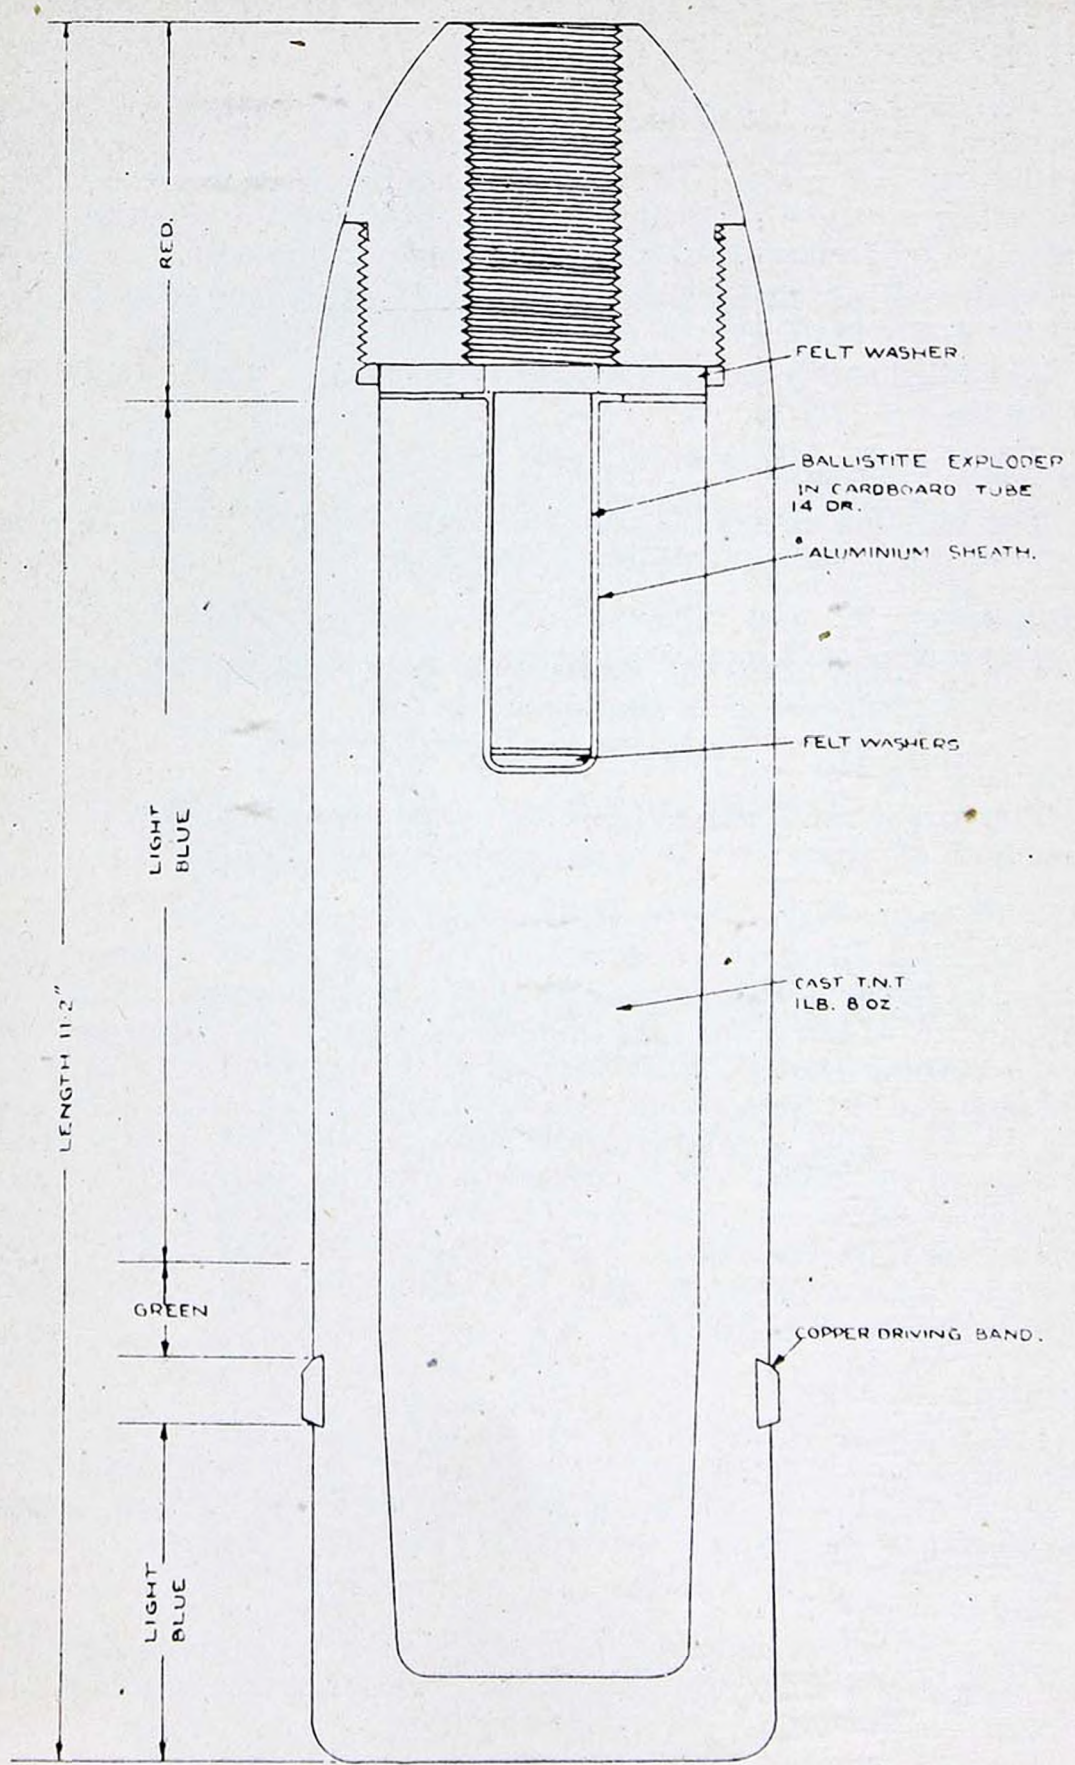 RED.
FELT WASHER.
BALLISTITE EXPLODER
IN CARDBOARD TUBE
14 DR.
ALUMINIUM SHEATH.
FELT WASHERS
LIGHT
BLUE
CAST T.N.T
1LB. 8 OZ.
LENGTH 11·2"
GREEN
COPPER DRIVING BAND.
LIGHT
BLUE